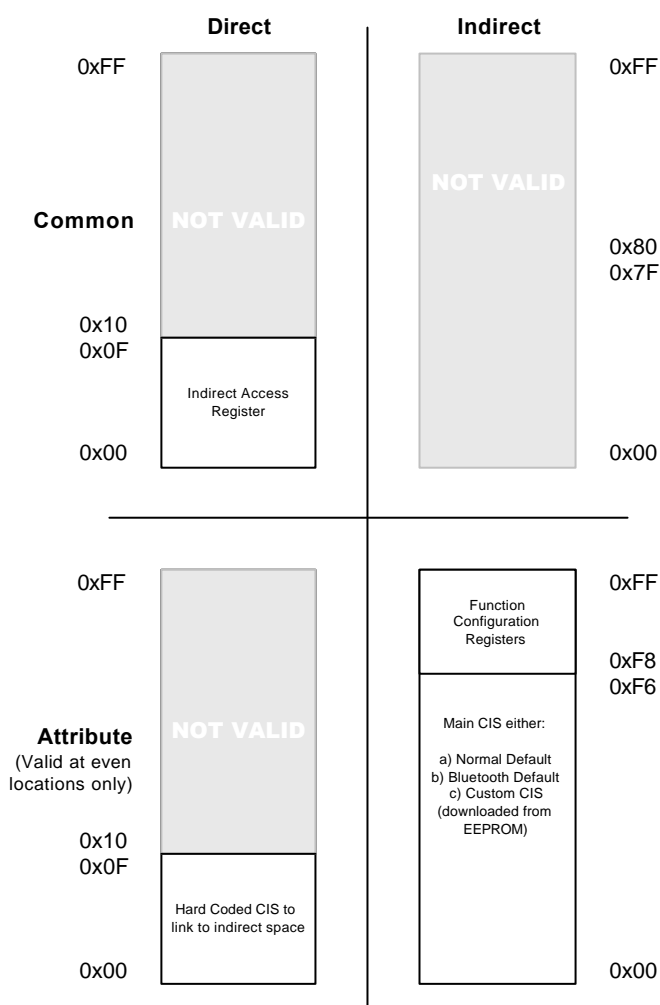 Direct
Indirect
0xFF
0xFF
NOT VALID
NOT VALID
Common
0x80
0x7F
0x10
0x0F
Indirect Access
Register
0x00
0x00
0xFF
0xFF
Function
Configuration
Registers
0xF8
0xF6
NOT VALID
Attribute
(Valid at even
locations only)
Main CIS either:
a) Normal Default
b) Bluetooth Default
c) Custom CIS
(downloaded from
EEPROM)
0x10
0x0F
Hard Coded CIS to
link to indirect space
0x00
0x00